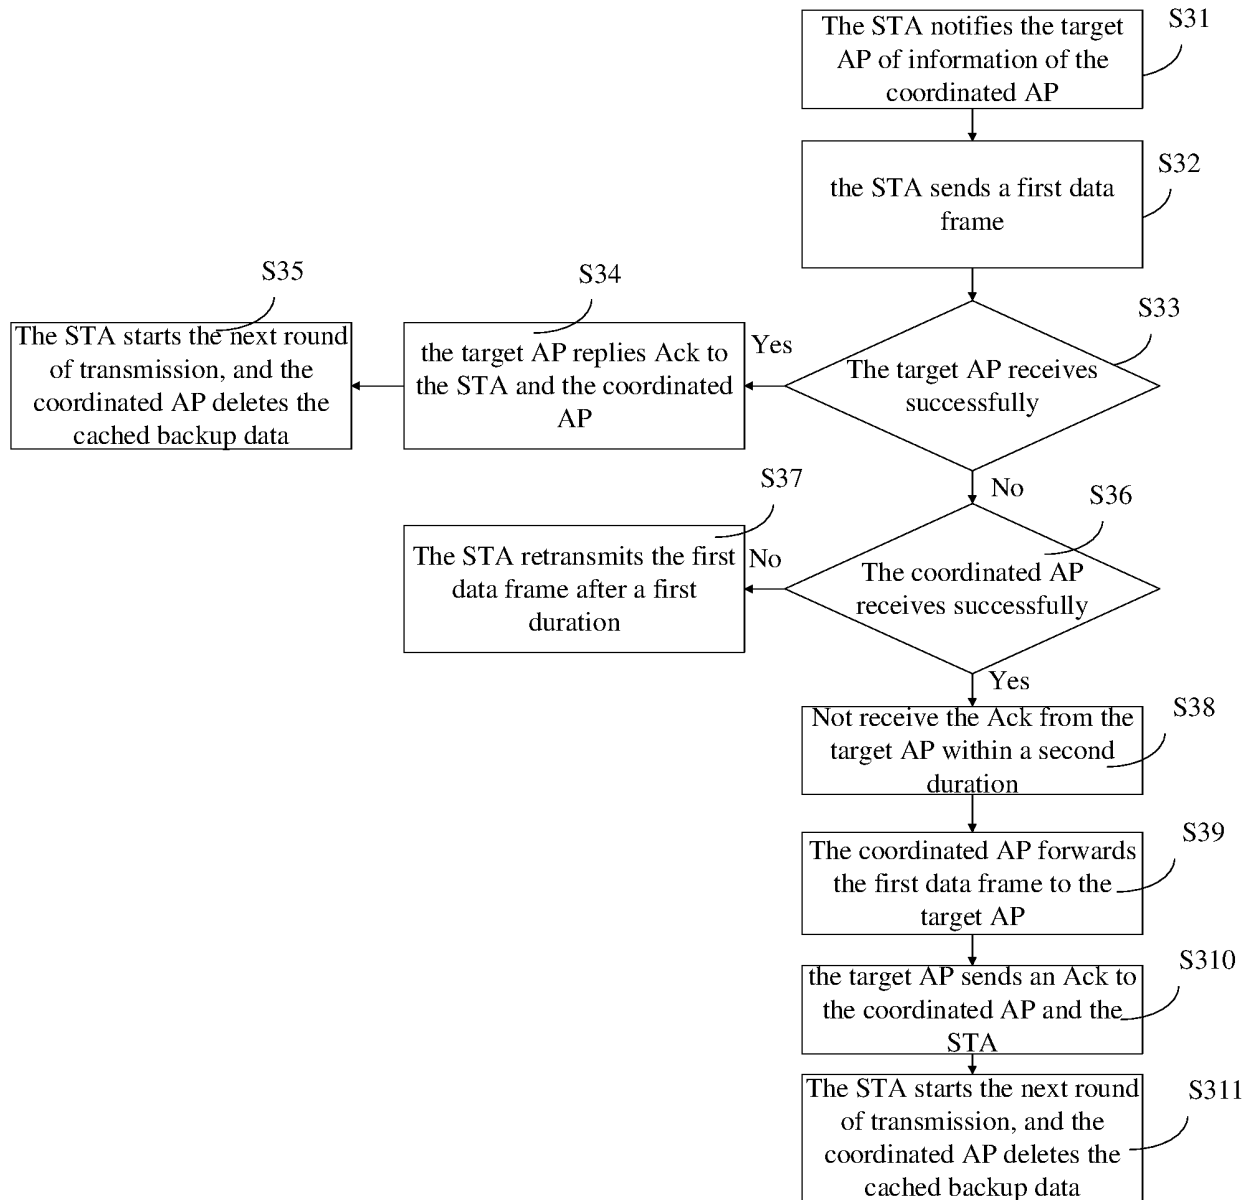 The STA notifies the target
AP of information of the
coordinated AP
S31
the STA sends a first data
frame
S32
The target AP receives
successfully
S33
Yes
the target AP replies Ack to
the STA and the coordinated
AP
S34
The STA starts the next round
of transmission, and the
coordinated AP deletes the
cached backup data
S35
No
The coordinated AP
receives successfully
S36
No
The STA retransmits the first
data frame after a first
duration
S37
Yes
Not receive the Ack from the
target AP within a second
duration
S38
The coordinated AP forwards
the first data frame to the
target AP
S39
the target AP sends an Ack to
the coordinated AP and the
STA
S310
The STA starts the next round
of transmission, and the
coordinated AP deletes the
cached backup data
S311